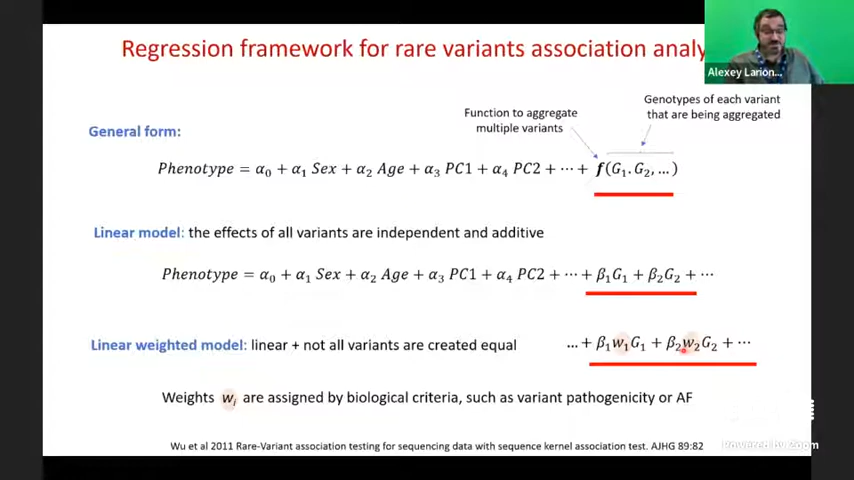 Regression framework for rare variants association analy
Alexey Larion...
Function to aggregate
multiple variants
Genotypes of each variant
that are being aggregated
General form:
Phenotype = α₀ + α₁ Sex + α₂ Age + α₃ PC1 + α₄ PC2 + ⋯ + f(G₁. G₂, ...)
Linear model: the effects of all variants are independent and additive
Phenotype = α₀ + α₁ Sex + α₂ Age + α₃ PC1 + α₄ PC2 + ⋯ + β₁G₁ + β₂G₂ + ⋯
Linear weighted model: linear + not all variants are created equal
... + β₁w₁G₁ + β₂w₂G₂ + ⋯
Weights wᵢ are assigned by biological criteria, such as variant pathogenicity or AF
Wu et al 2011 Rare-Variant association testing for sequencing data with sequence kernel association test. AJHG 89:82
Powered by Zoom